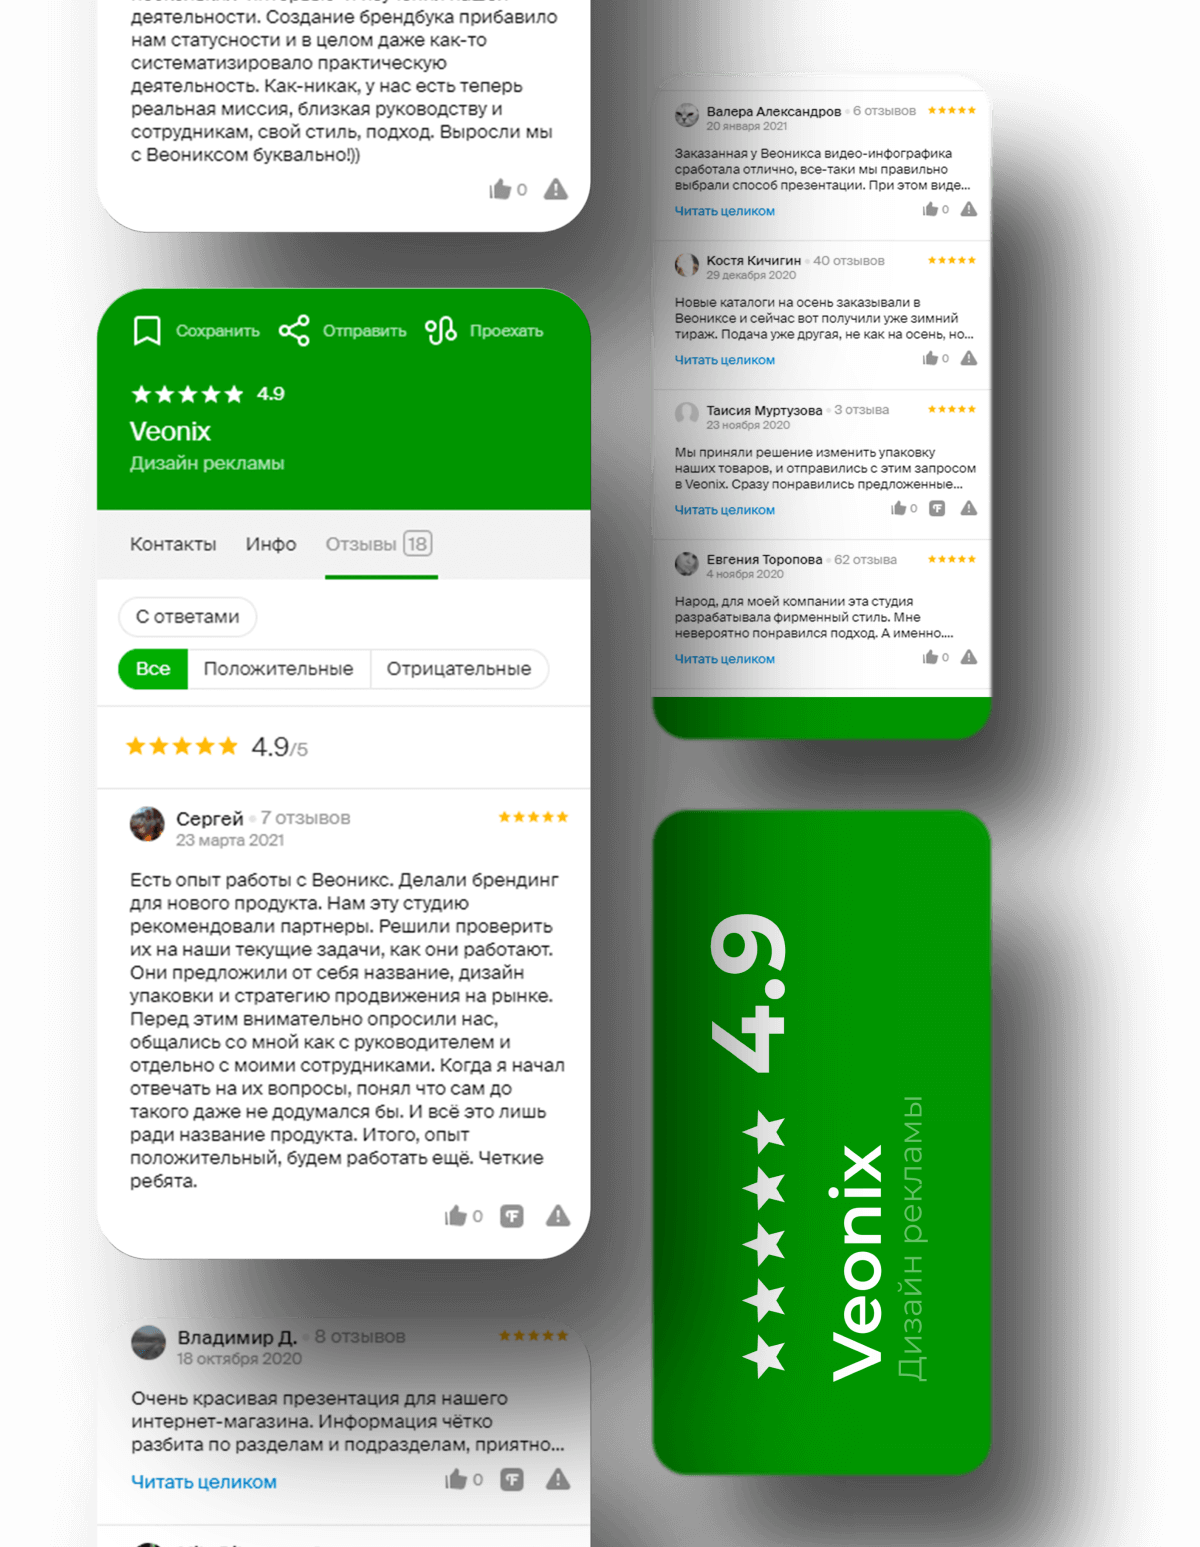 деятельности. Создание брендбука прибавило
нам статусности и в целом даже как-то
систематизировало практическую
деятельность. Как-никак, у нас есть теперь
реальная миссия, близкая руководству и
сотрудникам, свой стиль, подход. Выросли мы
с Веониксом буквально!))
0
Сохранить Отправить Проехать
4.9
Veonix
Дизайн рекламы
Контакты Инфо Отзывы 18
С ответами
Все Положительные Отрицательные
4.9/5
Сергей 7 отзывов
23 марта 2021
Есть опыт работы с Веоникс. Делали брендинг
для нового продукта. Нам эту студию
рекомендовали партнеры. Решили проверить
их на наши текущие задачи, как они работают.
Они предложили от себя название, дизайн
упаковки и стратегию продвижения на рынке.
Перед этим внимательно опросили нас,
общались со мной как с руководителем и
отдельно с моими сотрудниками. Когда я начал
отвечать на их вопросы, понял что сам до
такого даже не додумался бы. И всё это лишь
ради название продукта. Итого, опыт
положительный, будем работать ещё. Четкие
ребята.
0
Владимир Д. 8 отзывов
18 октября 2020
Очень красивая презентация для нашего
интернет-магазина. Информация чётко
разбита по разделам и подразделам, приятно...
Читать целиком 0
Валера Александров 6 отзывов
20 января 2021
Заказанная у Веоникса видео-инфографика
сработала отлично, все-таки мы правильно
выбрали способ презентации. При этом виде...
Читать целиком 0
Костя Кичигин 40 отзывов
29 декабря 2020
Новые каталоги на осень заказывали в
Веониксе и сейчас вот получили уже зимний
тираж. Подача уже другая, не как на осень, но...
Читать целиком 0
Таисия Муртузова 3 отзыва
23 ноября 2020
Мы приняли решение изменить упаковку
наших товаров, и отправились с этим запросом
в Veonix. Сразу понравились предложенные...
Читать целиком 0
Евгения Торопова 62 отзыва
4 ноября 2020
Народ, для моей компании эта студия
разрабатывала фирменный стиль. Мне
невероятно понравился подход. А именно....
Читать целиком 0
4.9
Veonix
Дизайн рекламы